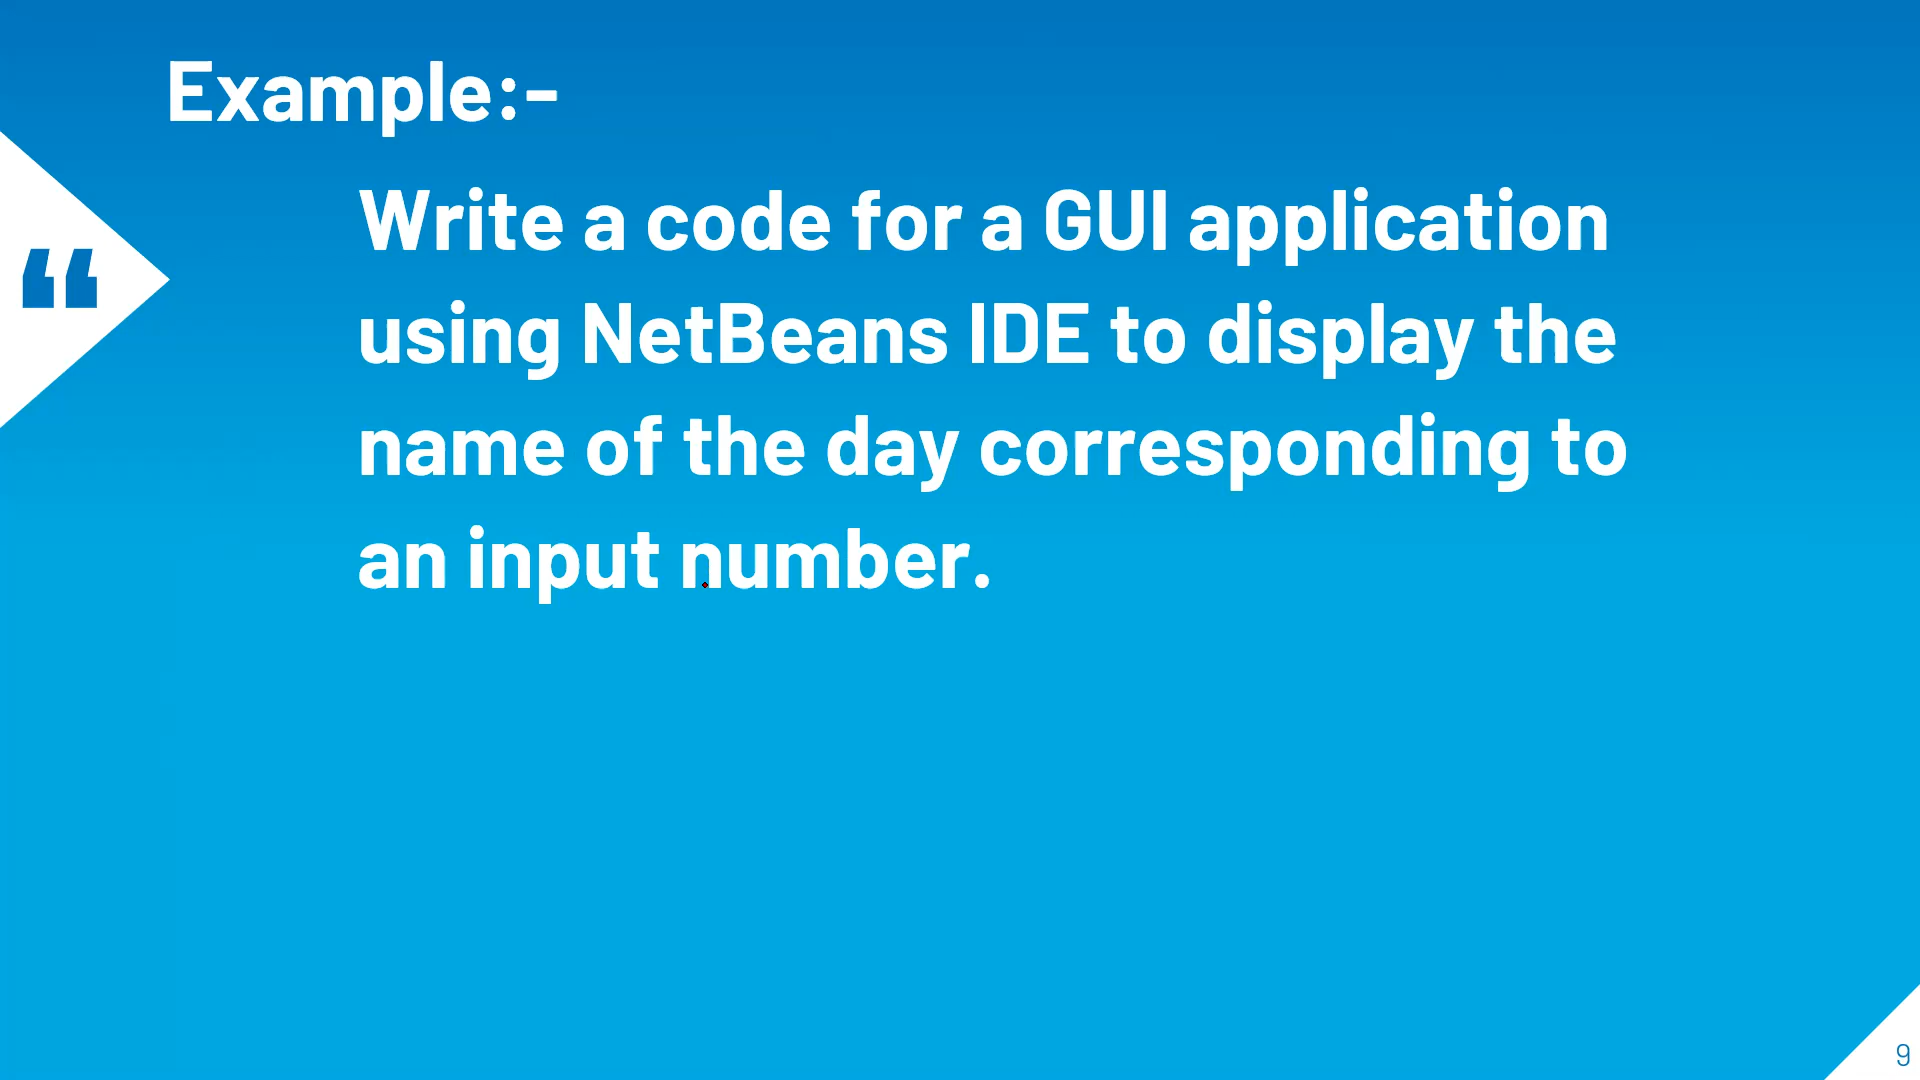 Example:-
“
Write a code for a GUI application
using NetBeans IDE to display the
name of the day corresponding to
an input number.
9